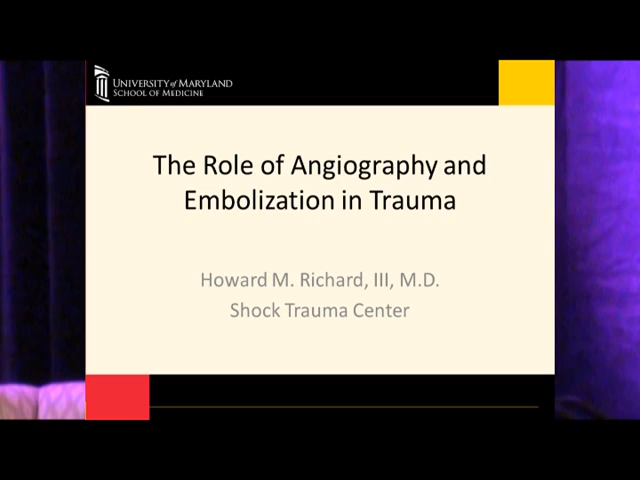 UNIVERSITY of MARYLAND
SCHOOL OF MEDICINE
The Role of Angiography and
Embolization in Trauma
Howard M. Richard, III, M.D.
Shock Trauma Center